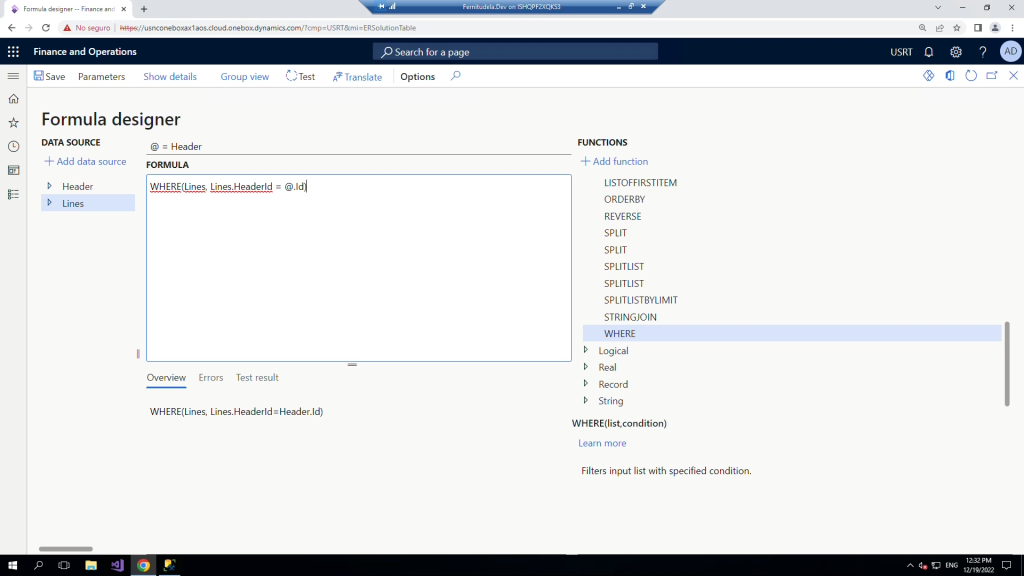 Fernitudela.Dev on ISHQPF2XQKS3
Formula designer -- Finance and
No seguro
https://usnconeboxax1aos.cloud.onebox.dynamics.com/?cmp=USRT&mi=ERSolutionTable
Finance and Operations
Search for a page
USRT
AD
Save
Parameters
Show details
Group view
Test
Translate
Options
Formula designer
DATA SOURCE
+ Add data source
Header
Lines
@ = Header
FORMULA
WHERE(Lines, Lines.HeaderId = @.Id)
Overview
Errors
Test result
WHERE(Lines, Lines.HeaderId=Header.Id)
FUNCTIONS
+ Add function
LISTOFFIRSTITEM
ORDERBY
REVERSE
SPLIT
SPLIT
SPLITLIST
SPLITLIST
SPLITLISTBYLIMIT
STRINGJOIN
WHERE
Logical
Real
Record
String
WHERE(list,condition)
Learn more
Filters input list with specified condition.
ENG
12:32 PM
12/19/2022